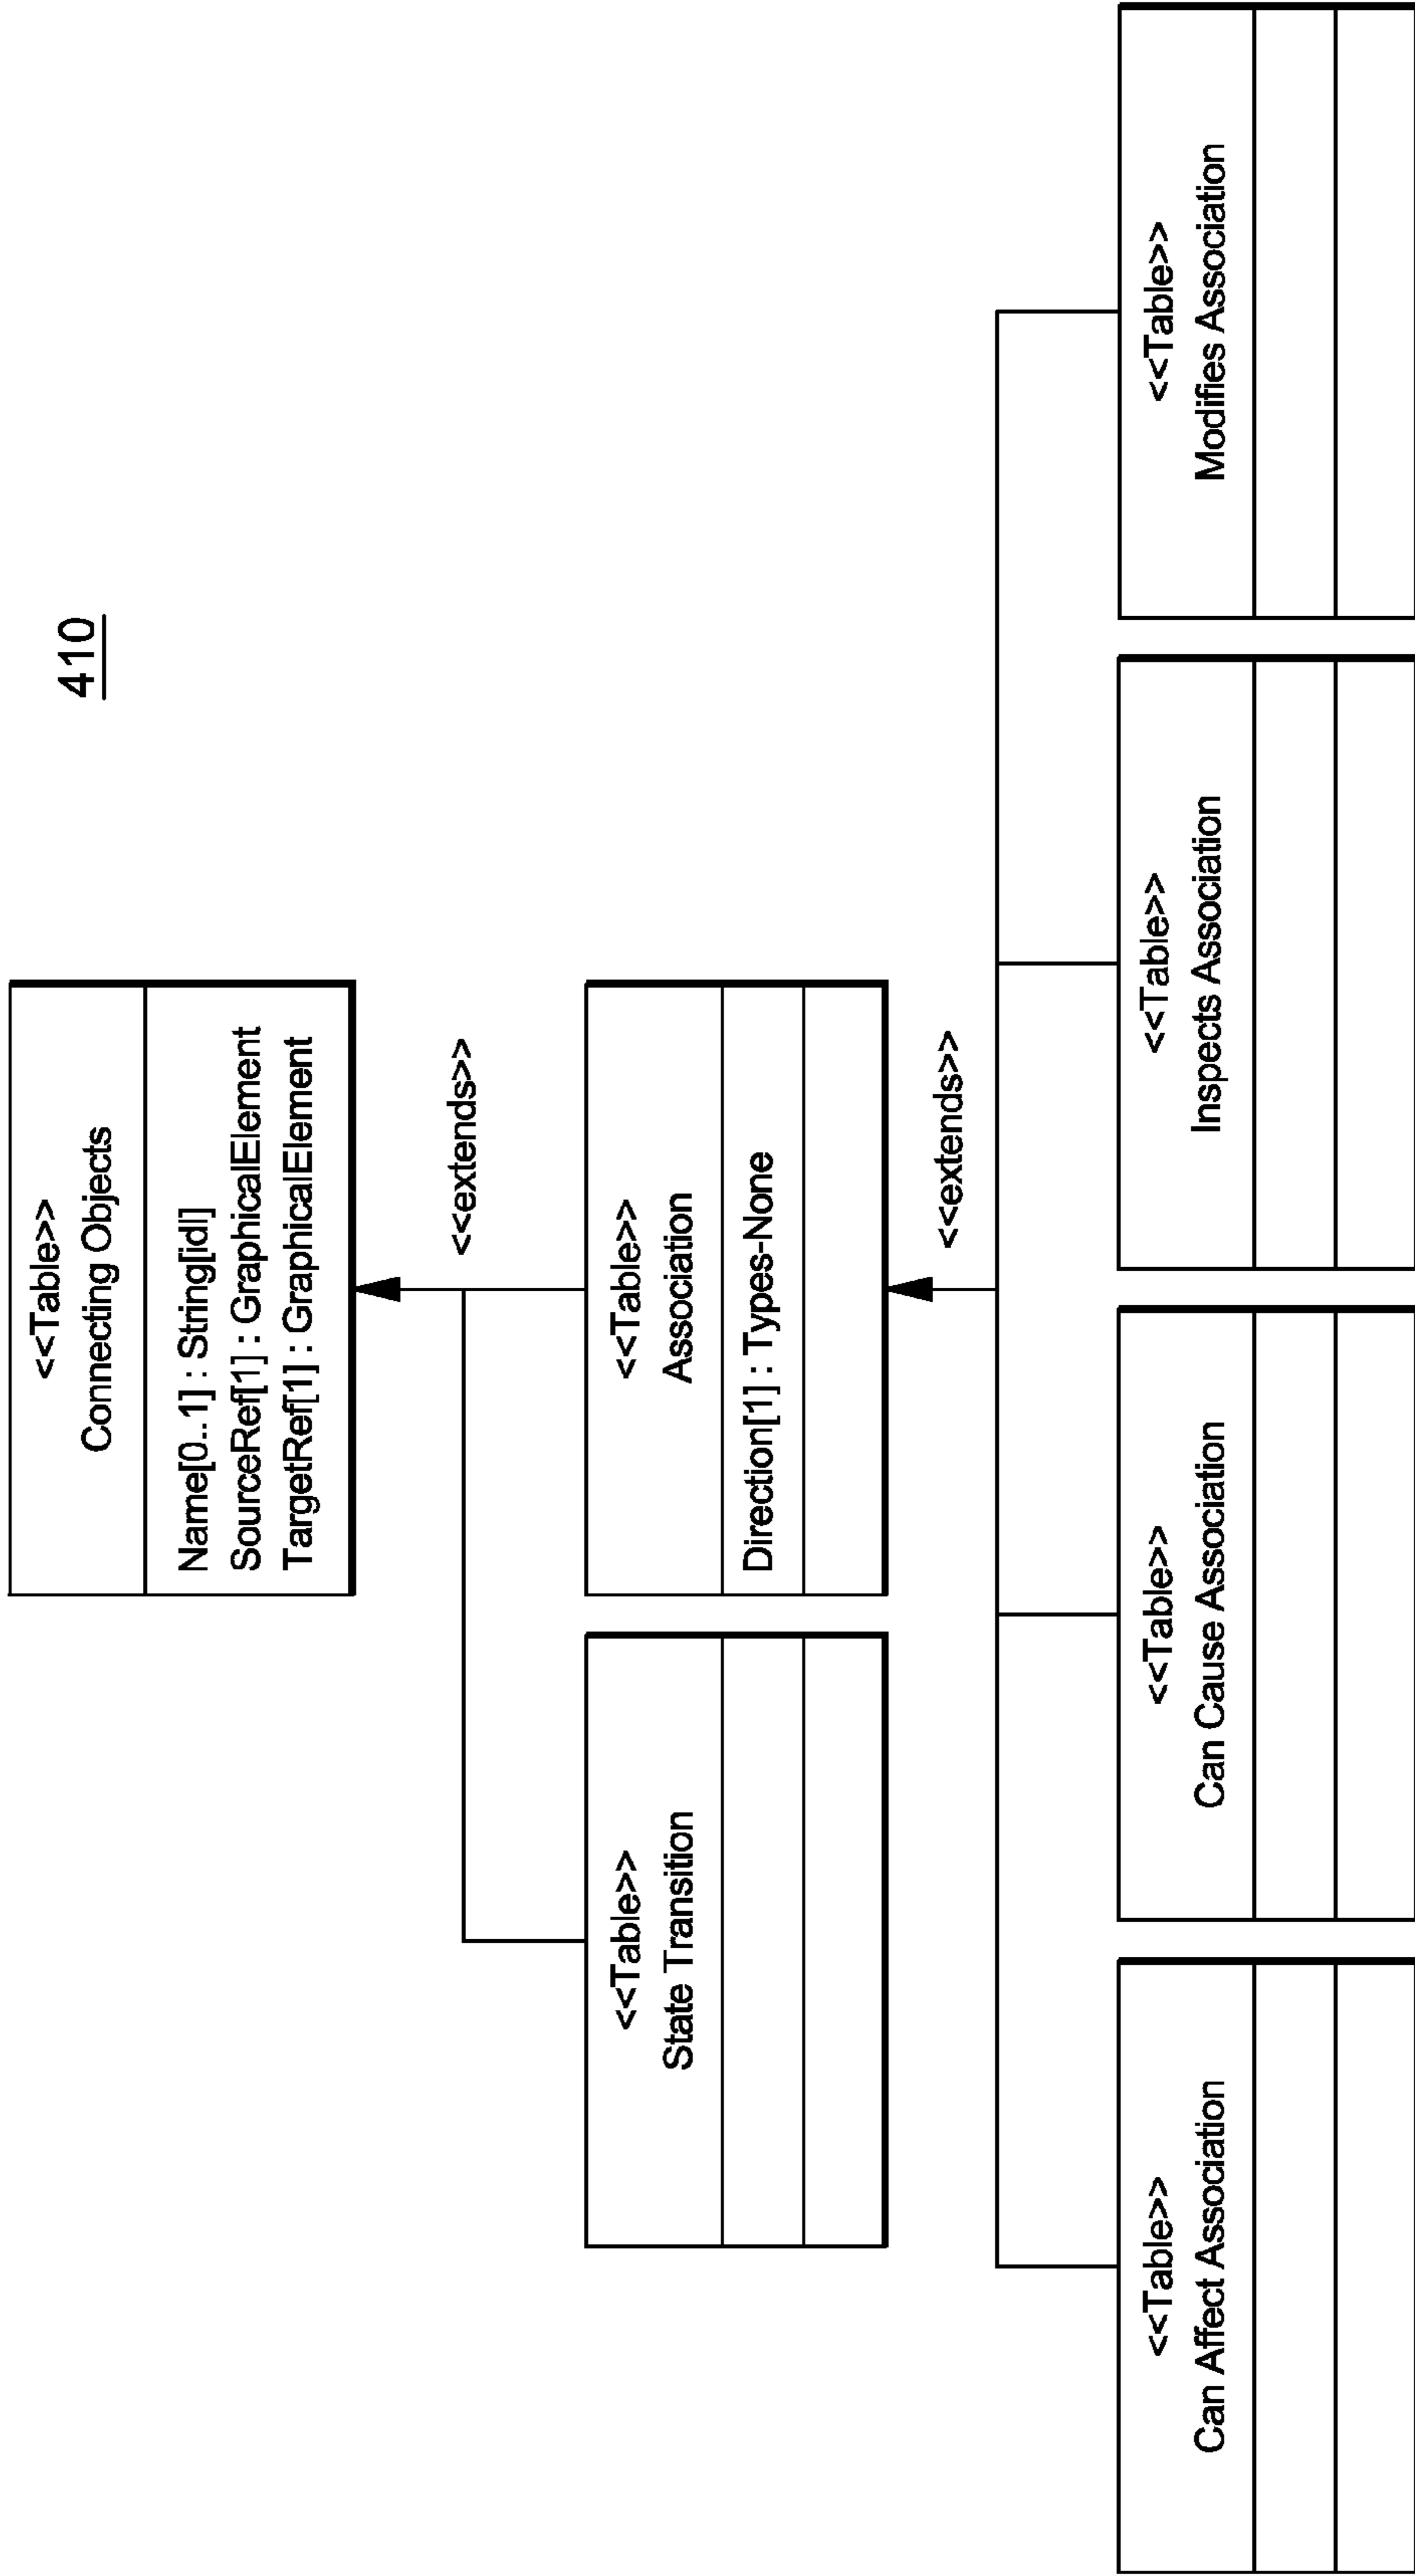 410
<<Table>>
Connecting Objects
Name[0..1] : String[idl]
SourceRef[1] : GraphicalElement
TargetRef[1] : GraphicalElement
<<extends>>
<<Table>>
State Transition
<<Table>>
Association
Direction[1] : Types-None
<<extends>>
<<Table>>
Can Affect Association
<<Table>>
Can Cause Association
<<Table>>
Inspects Association
<<Table>>
Modifies Association